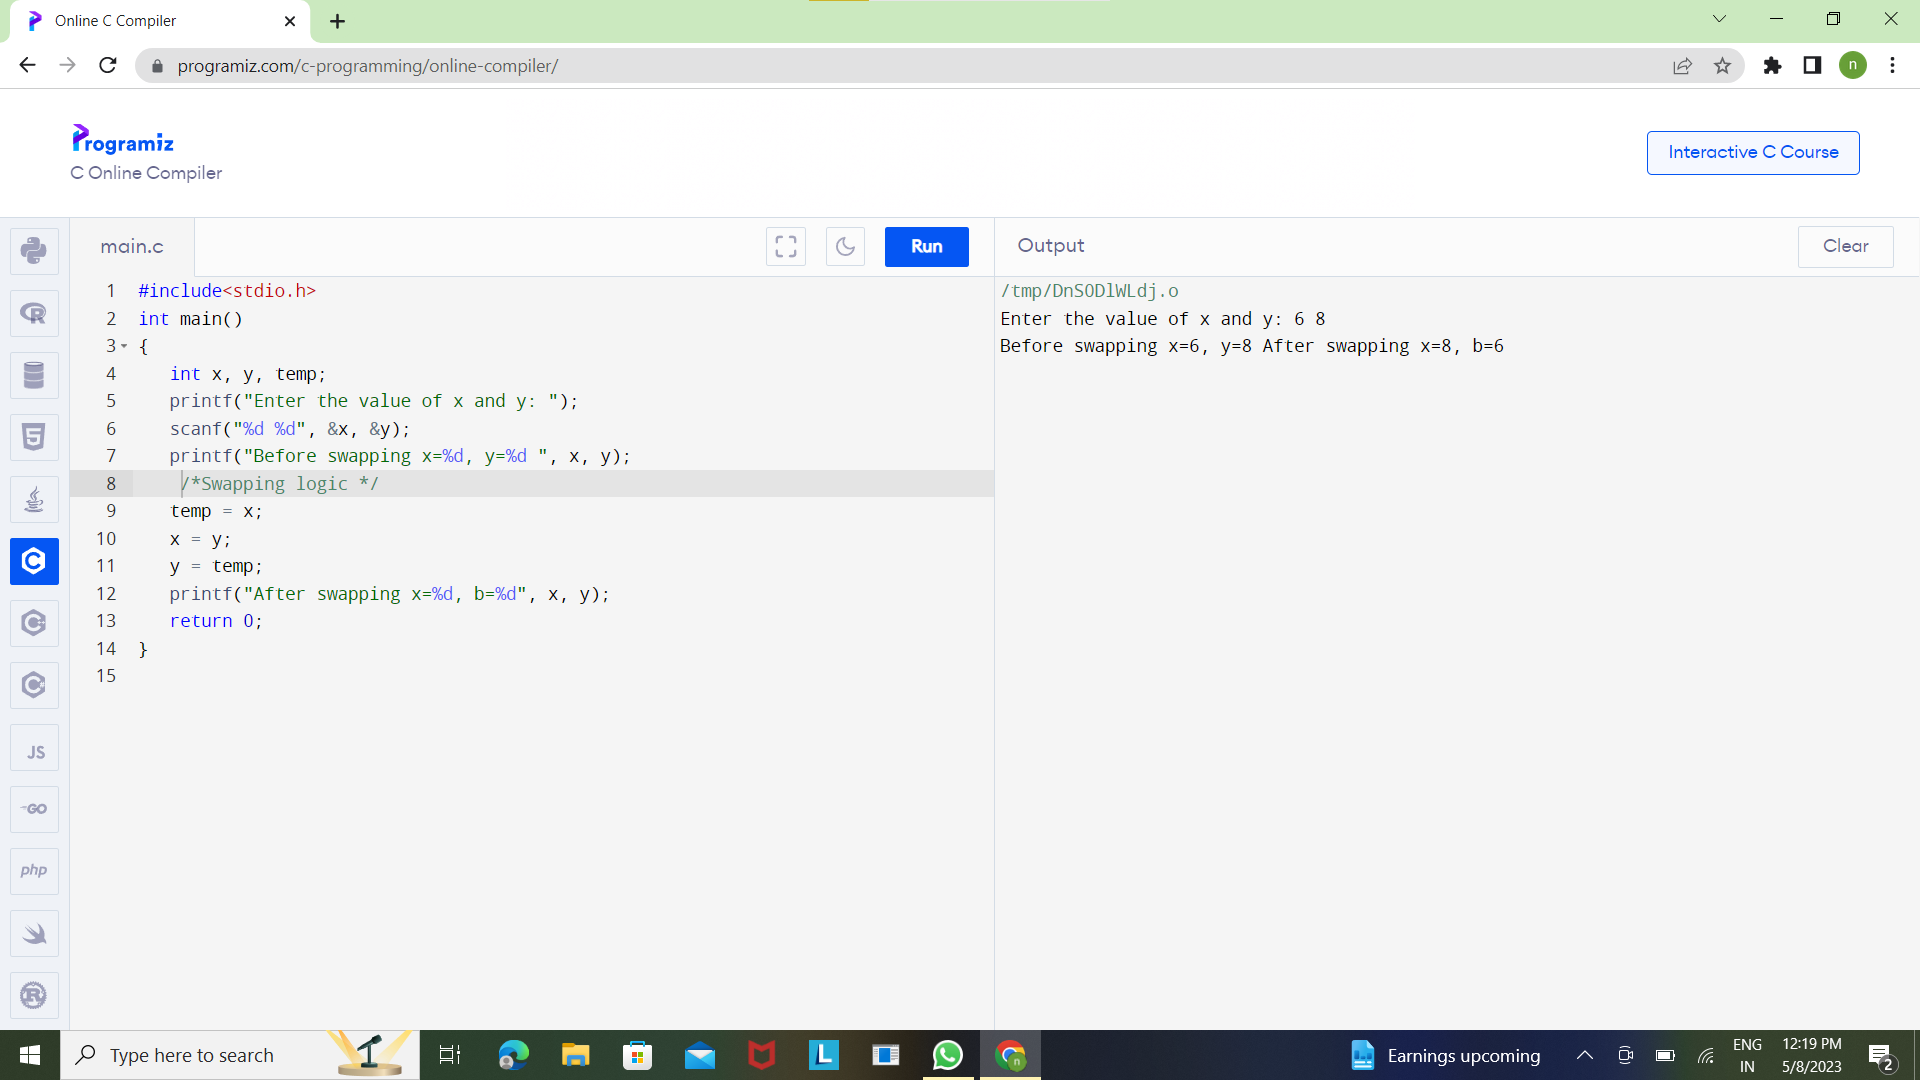 Online C Compiler
programiz.com/c-programming/online-compiler/
n
Programiz
C Online Compiler
Interactive C Course
main.c
Run
Output
Clear
1 #include<stdio.h>
2 int main()
3 {
4 int x, y, temp;
5 printf("Enter the value of x and y: ");
6 scanf("%d %d", &x, &y);
7 printf("Before swapping x=%d, y=%d ", x, y);
8 /*Swapping logic */
9 temp = x;
10 x = y;
11 y = temp;
12 printf("After swapping x=%d, b=%d", x, y);
13 return 0;
14 }
15
/tmp/DnSODlWLdj.o
Enter the value of x and y: 6 8
Before swapping x=6, y=8 After swapping x=8, b=6
R
5
C
C
C
JS
GO
php
R
Type here to search
L
n
Earnings upcoming
ENG
IN
12:19 PM
5/8/2023
2